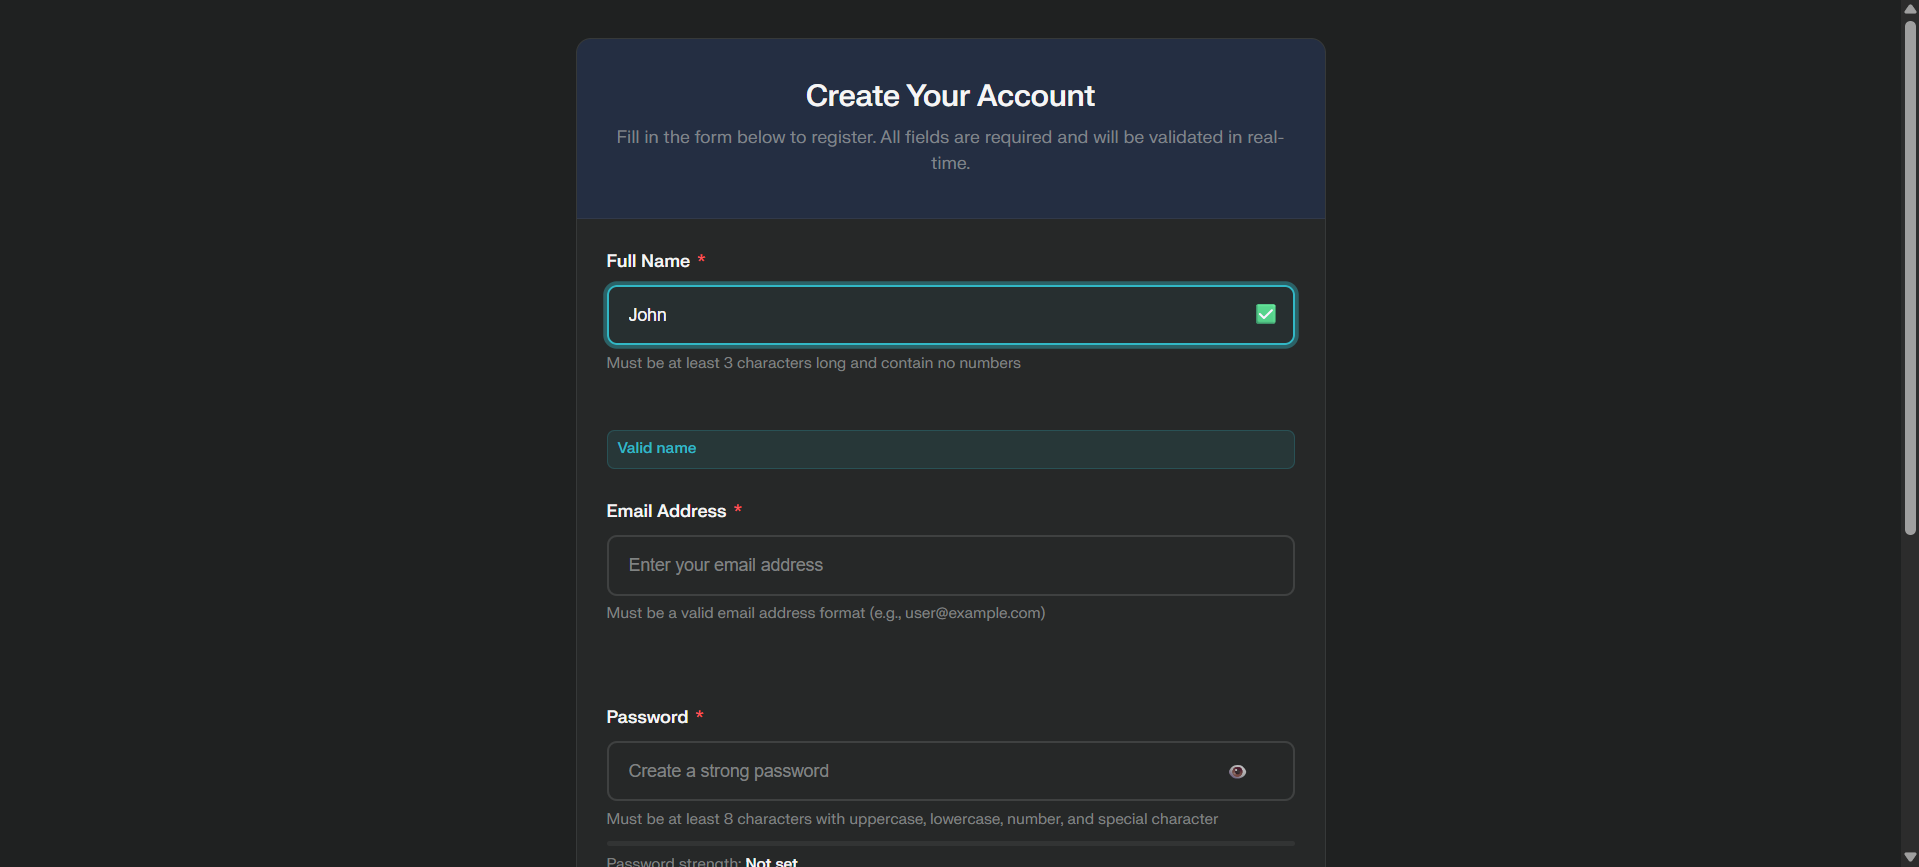 Create Your Account
Fill in the form below to register. All fields are required and will be validated in real-
time.
Full Name *
John
Must be at least 3 characters long and contain no numbers
Valid name
Email Address *
Enter your email address
Must be a valid email address format (e.g., user@example.com)
Password *
Create a strong password
Must be at least 8 characters with uppercase, lowercase, number, and special character
Password strength: Not set